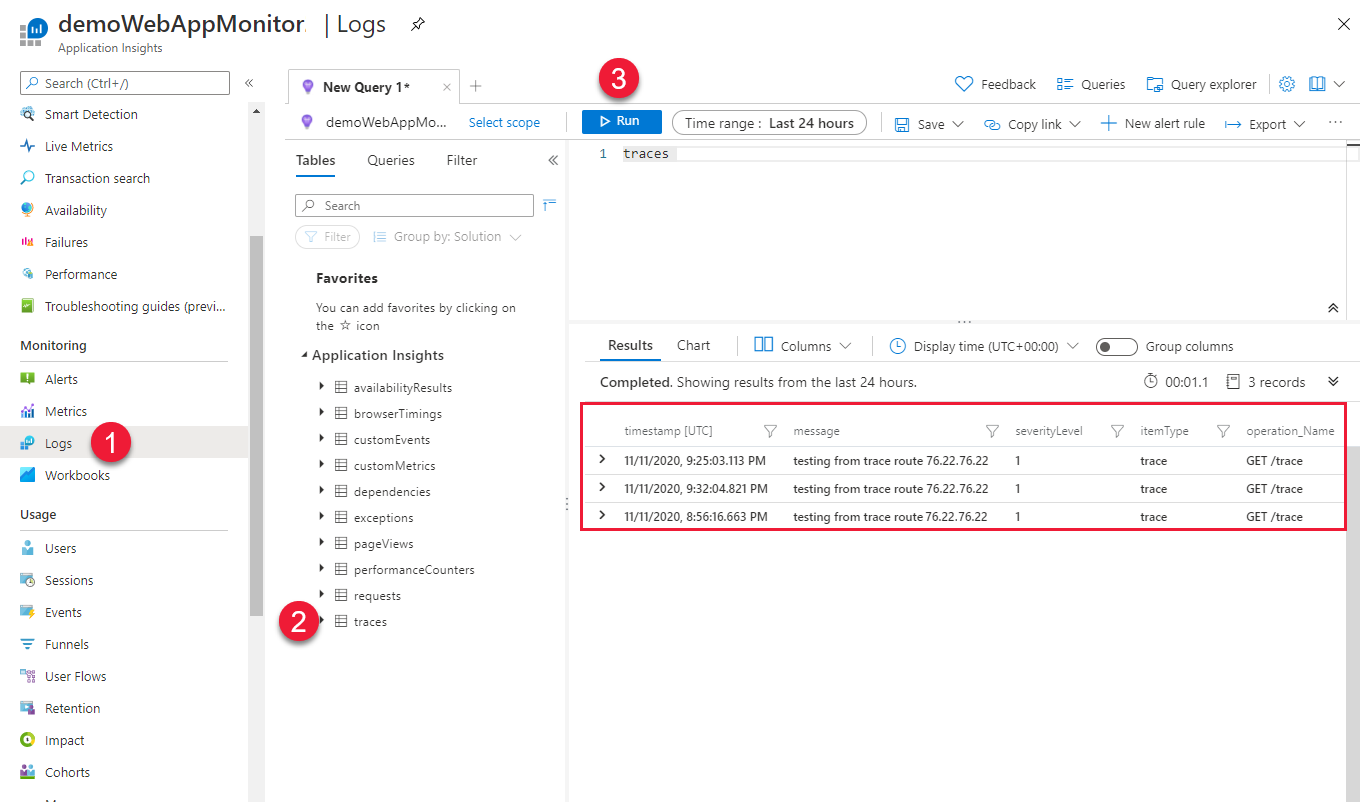 demoWebAppMonitor | Logs
Application Insights
Search (Ctrl+/)
Smart Detection
Live Metrics
Transaction search
Availability
Failures
Performance
Troubleshooting guides (previ...
Monitoring
Alerts
Metrics
Logs
1
Workbooks
Usage
Users
Sessions
Events
Funnels
User Flows
Retention
Impact
Cohorts
New Query 1*
3
Feedback
Queries
Query explorer
demoWebAppMo...
Select scope
Run
Time range : Last 24 hours
Save
Copy link
New alert rule
Export
Tables
Queries
Filter
Search
Filter
Group by: Solution
Favorites
You can add favorites by clicking on
the ☆ icon
Application Insights
availabilityResults
browserTimings
customEvents
customMetrics
dependencies
exceptions
pageViews
performanceCounters
requests
2
traces
1 traces
Results
Chart
Columns
Display time (UTC+00:00)
Group columns
Completed. Showing results from the last 24 hours.
00:01.1
3 records
timestamp [UTC] message severityLevel itemType operation_Name
11/11/2020, 9:25:03.113 PM testing from trace route 76.22.76.22 1 trace GET /trace
11/11/2020, 9:32:04.821 PM testing from trace route 76.22.76.22 1 trace GET /trace
11/11/2020, 8:56:16.663 PM testing from trace route 76.22.76.22 1 trace GET /trace